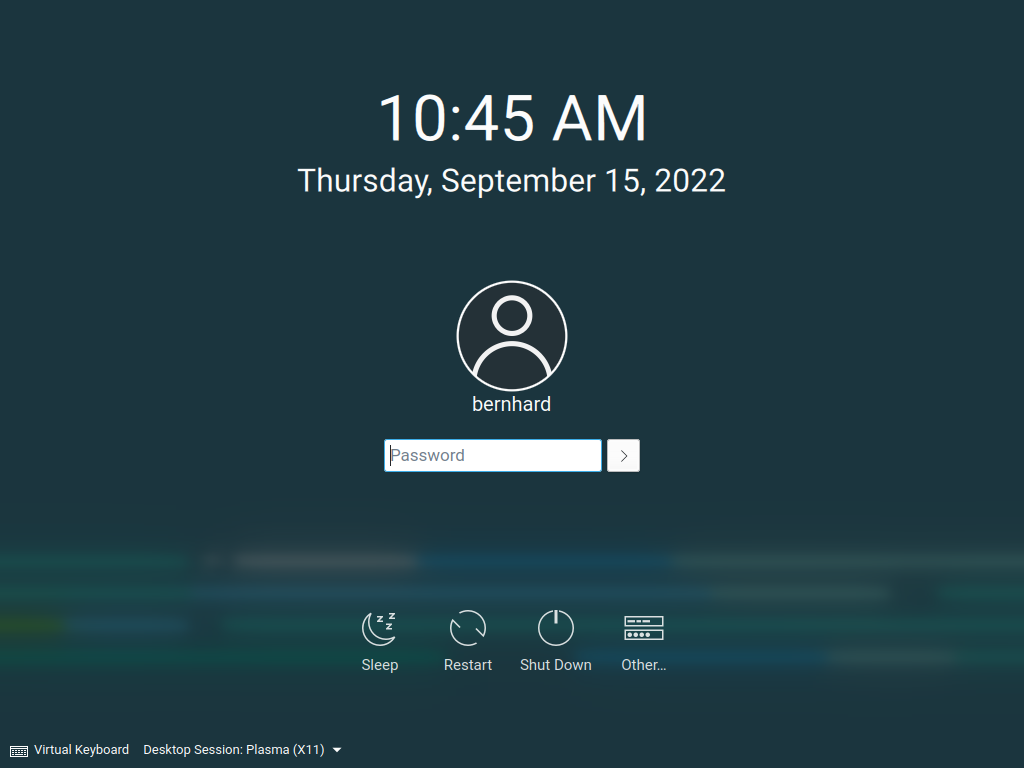 10:45 AM
Thursday, September 15, 2022
bernhard
Password
Sleep
Restart
Shut Down
Other...
Virtual Keyboard
Desktop Session: Plasma (X11)